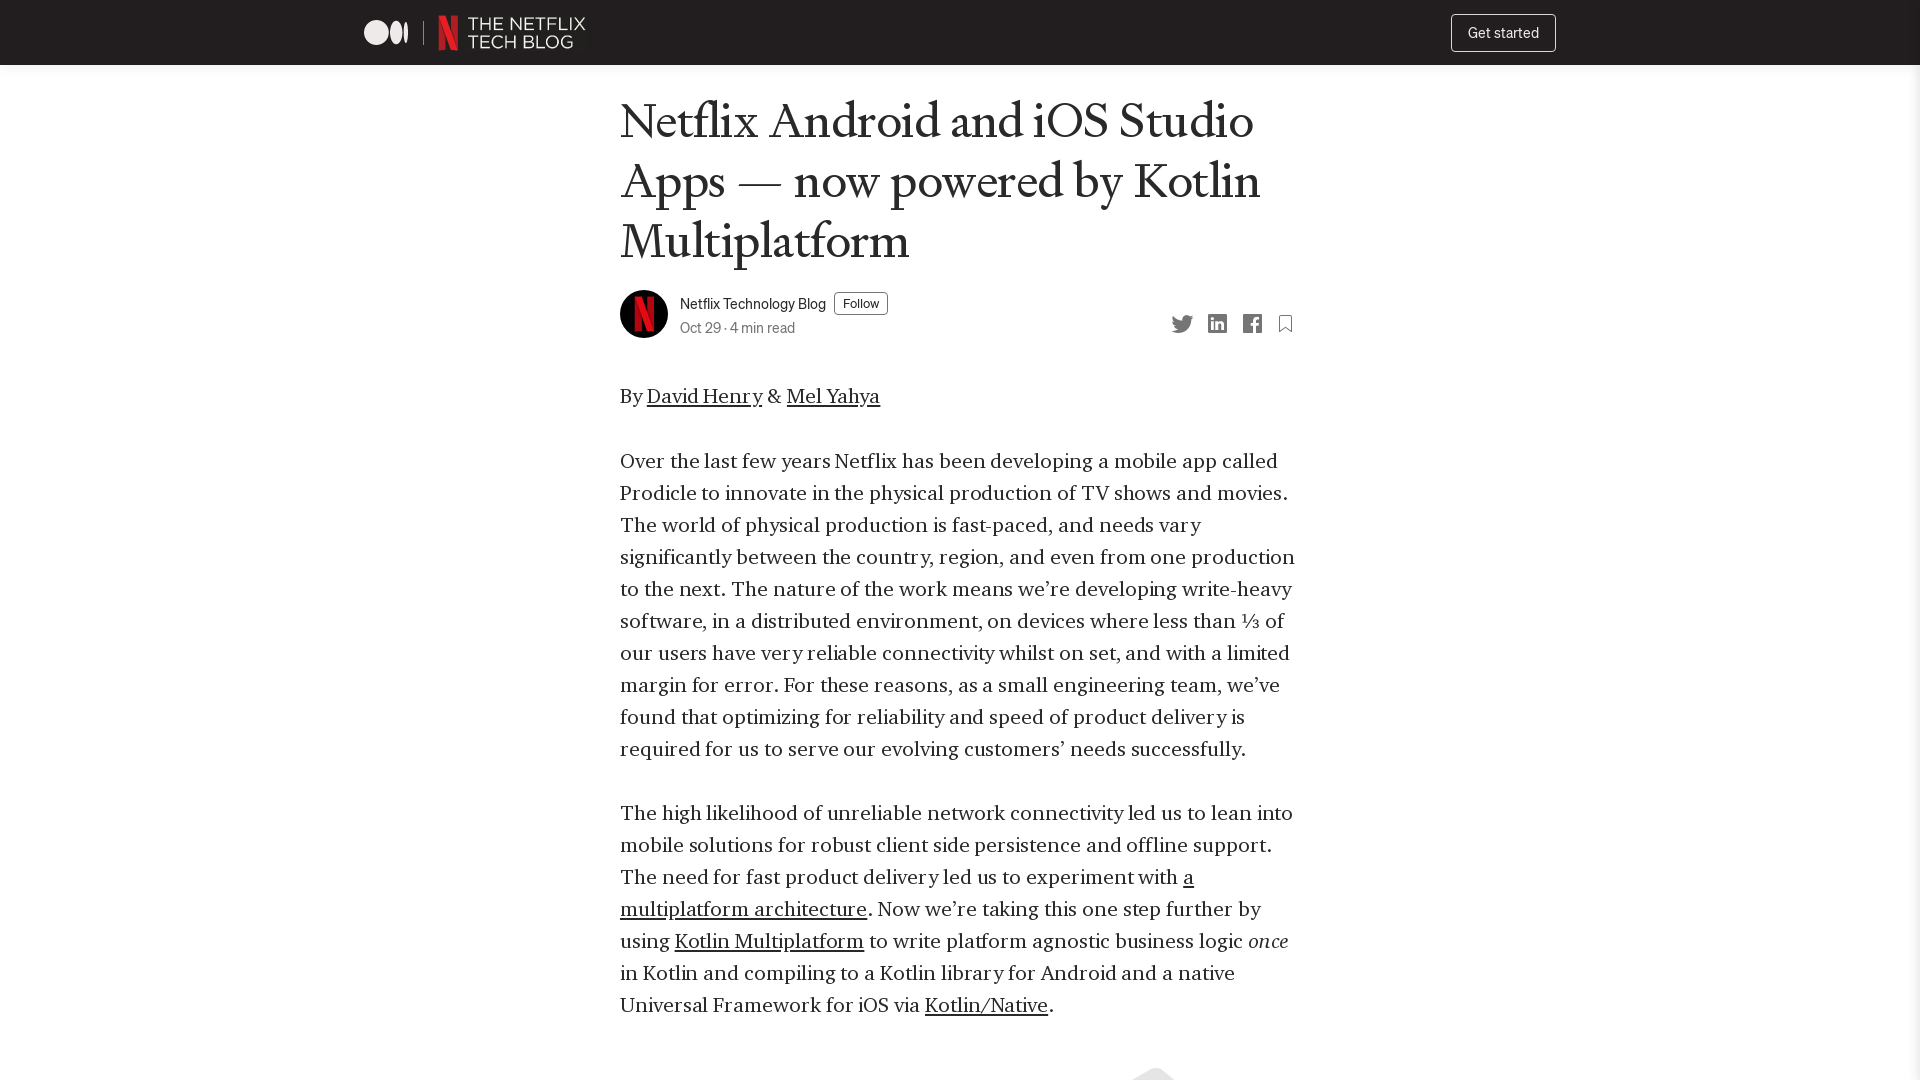 THE NETFLIX
TECH BLOG
Get started
Netflix Android and iOS Studio
Apps — now powered by Kotlin
Multiplatform
Netflix Technology Blog Follow
Oct 29 · 4 min read
By David Henry & Mel Yahya
Over the last few years Netflix has been developing a mobile app called
Prodicle to innovate in the physical production of TV shows and movies.
The world of physical production is fast-paced, and needs vary
significantly between the country, region, and even from one production
to the next. The nature of the work means we’re developing write-heavy
software, in a distributed environment, on devices where less than ⅓ of
our users have very reliable connectivity whilst on set, and with a limited
margin for error. For these reasons, as a small engineering team, we’ve
found that optimizing for reliability and speed of product delivery is
required for us to serve our evolving customers’ needs successfully.
The high likelihood of unreliable network connectivity led us to lean into
mobile solutions for robust client side persistence and offline support.
The need for fast product delivery led us to experiment with a
multiplatform architecture. Now we’re taking this one step further by
using Kotlin Multiplatform to write platform agnostic business logic once
in Kotlin and compiling to a Kotlin library for Android and a native
Universal Framework for iOS via Kotlin/Native.